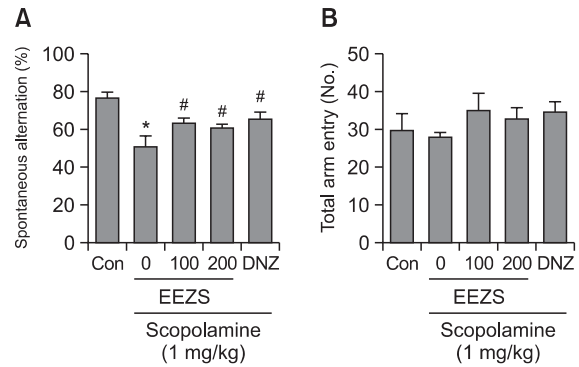 A
Spontaneous alternation (%)
100
80
60
40
20
0
*
#
#
#
Con 0 100 200 DNZ
EEZS
Scopolamine
(1 mg/kg)
B
Total arm entry (No.)
50
40
30
20
10
0
Con 0 100 200 DNZ
EEZS
Scopolamine
(1 mg/kg)